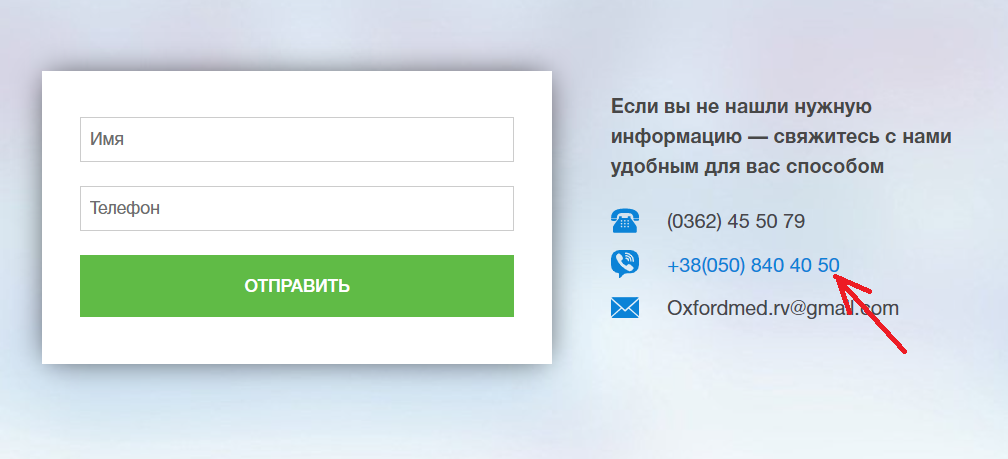 Имя
Телефон
ОТПРАВИТЬ
Если вы не нашли нужную
информацию — свяжитесь с нами
удобным для вас способом
(0362) 45 50 79
+38(050) 840 40 50
Oxfordmed.rv@gmail.com